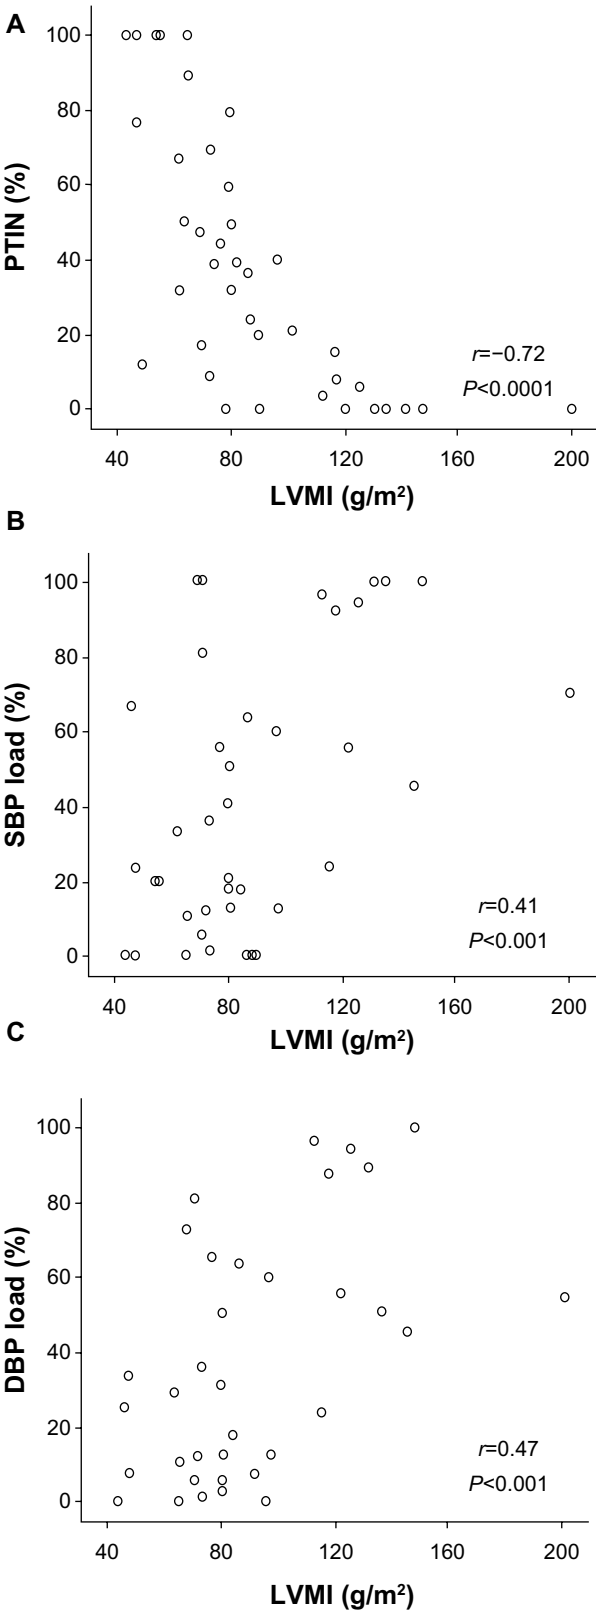 A
PTIN (%)
100
80
60
40
20
0
r=−0.72
P<0.0001
40 80 120 160 200
LVMI (g/m²)
B
SBP load (%)
100
80
60
40
20
0
r=0.41
P<0.001
40 80 120 160 200
LVMI (g/m²)
C
DBP load (%)
100
80
60
40
20
0
r=0.47
P<0.001
40 80 120 160 200
LVMI (g/m²)